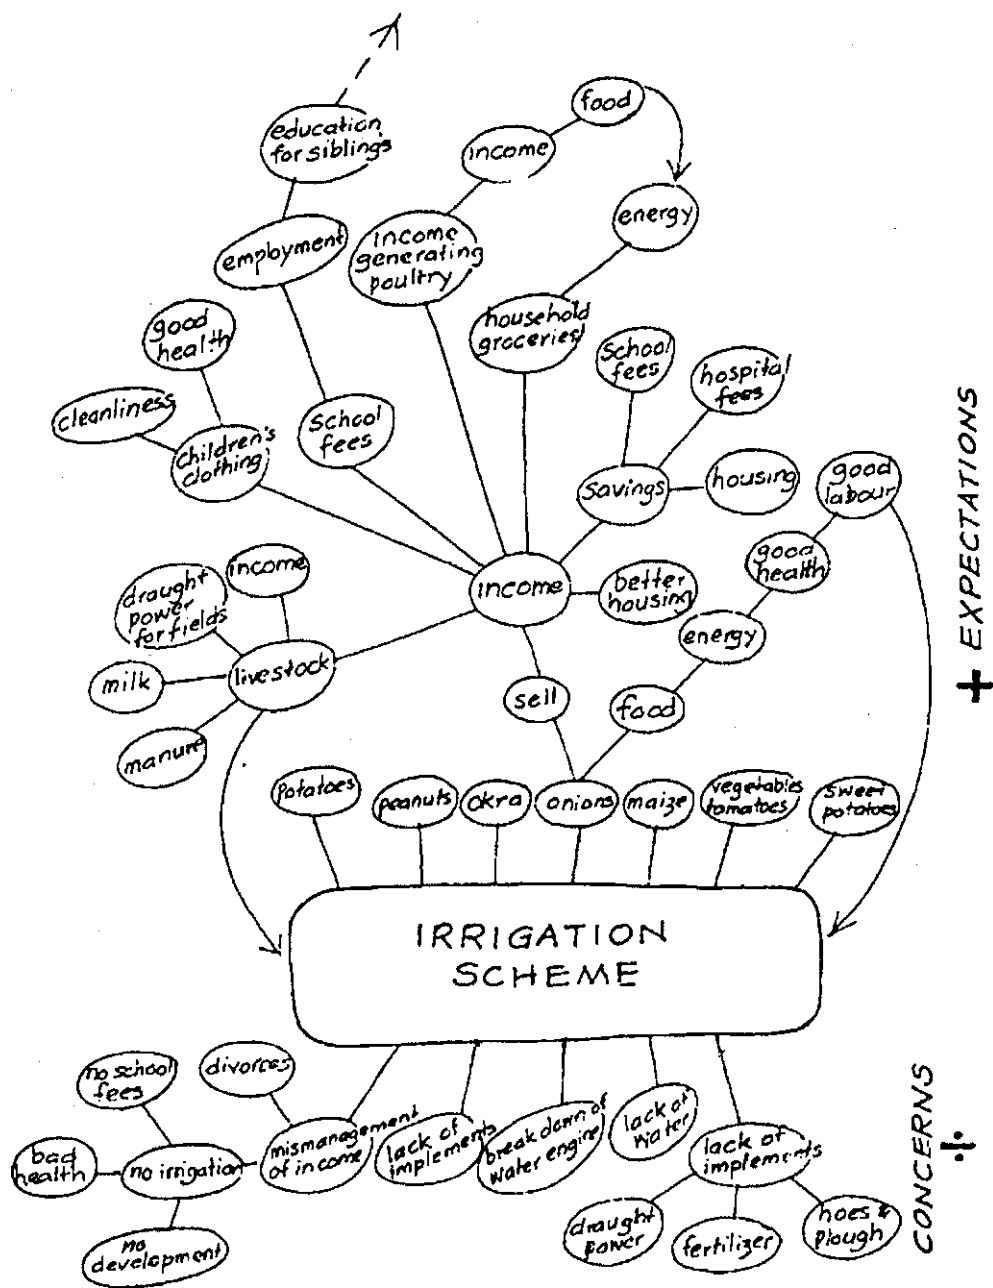 education
for siblings
food
income
energy
employment
income
generating
poultry
good
health
household
groceries
school
fees
hospital
fees
cleanliness
children's
clothing
school
fees
savings
housing
good
labour
+ EXPECTATIONS
draught
power
for fields
income
income
better
housing
good
health
energy
milk
livestock
sell
food
manure
potatoes
peanuts
okra
onions
maize
vegetables
tomatoes
sweet
potatoes
IRRIGATION
SCHEME
no school
fees
divorces
bad
health
no irrigation
mismanagement
of income
lack of
implements
break down of
water engine
lack of
water
lack of
implements
no
development
draught
power
fertilizer
hoes &
plough
CONCERNS